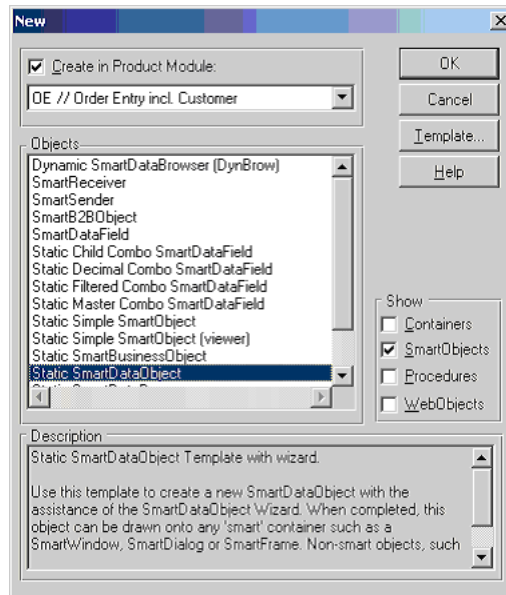 New
Create in Product Module:
OE // Order Entry incl. Customer
OK
Cancel
Template...
Help
Objects
Dynamic SmartDataBrowser (DynBrow)
SmartReceiver
SmartSender
SmartB2BObject
SmartDataField
Static Child Combo SmartDataField
Static Decimal Combo SmartDataField
Static Filtered Combo SmartDataField
Static Master Combo SmartDataField
Static Simple SmartObject
Static Simple SmartObject (viewer)
Static SmartBusinessObject
Static SmartDataObject
Show
Containers
SmartObjects
Procedures
WebObjects
Description
Static SmartDataObject Template with wizard.
Use this template to create a new SmartDataObject with the
assistance of the SmartDataObject Wizard. When completed, this
object can be drawn onto any 'smart' container such as a
SmartWindow, SmartDialog or SmartFrame. Non-smart objects, such